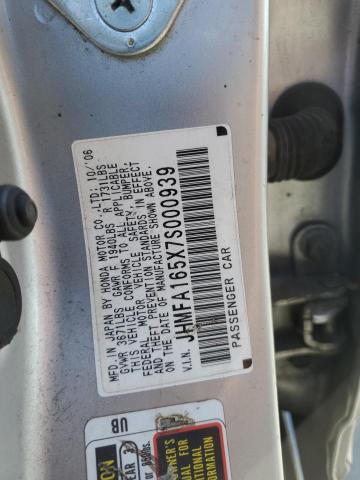 MFD. IN JAPAN BY HONDA MOTOR CO., LTD; 10/'06
GVWR 3671LBS GAWR F 1940LBS R 1731LBS
THIS VEHICLE CONFORMS TO ALL APPLICABLE
FEDERAL MOTOR VEHICLE SAFETY, BUMPER,
AND THEFT PREVENTION STANDARDS IN EFFECT
ON THE DATE OF MANUFACTURE SHOWN ABOVE.
V.I.N. JHMFA165X7S000939
PASSENGER CAR
UB